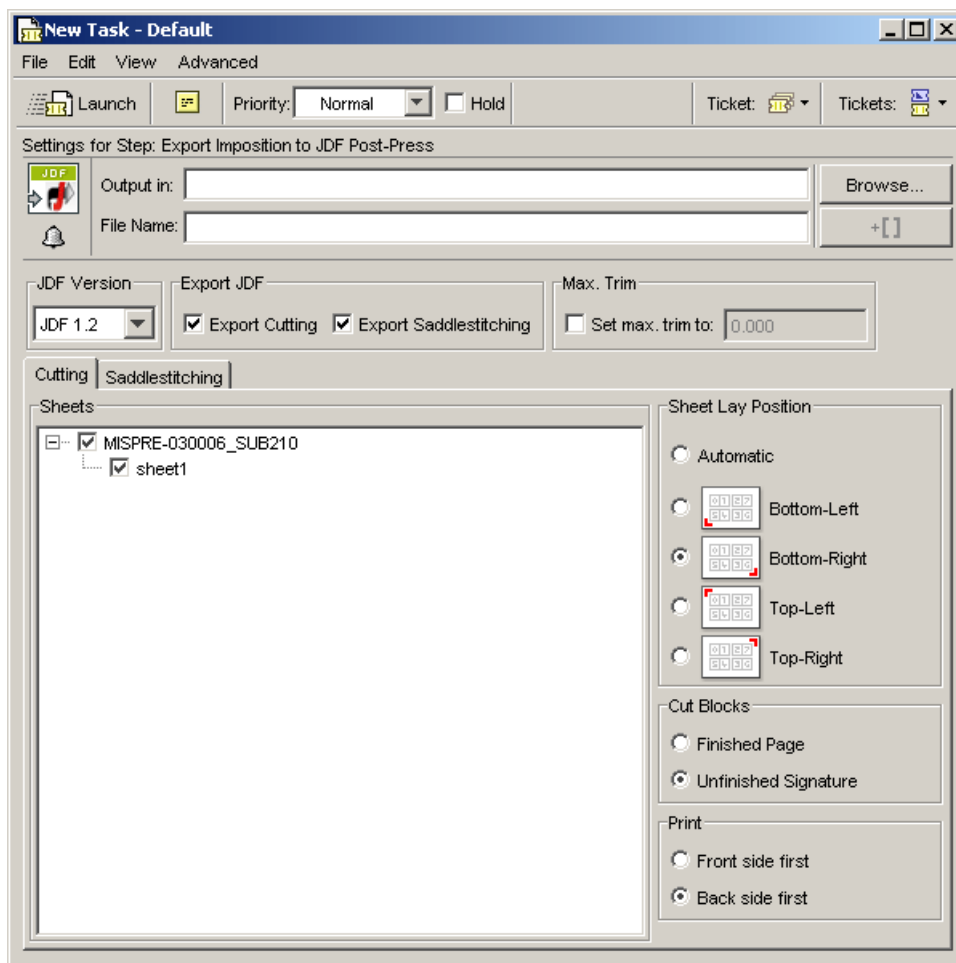 New Task - Default
File Edit View Advanced
Launch Priority: Normal Hold Ticket: Tickets:
Settings for Step: Export Imposition to JDF Post-Press
JDF
Output in: Browse...
File Name: +[]
JDF Version Export JDF Max. Trim
JDF 1.2 Export Cutting Export Saddlestitching Set max. trim to: 0.000
Cutting Saddlestitching
Sheets Sheet Lay Position
MISPRE-030006_SUB210
sheet1
Automatic
Bottom-Left
Bottom-Right
Top-Left
Top-Right
Cut Blocks
Finished Page
Unfinished Signature
Print
Front side first
Back side first